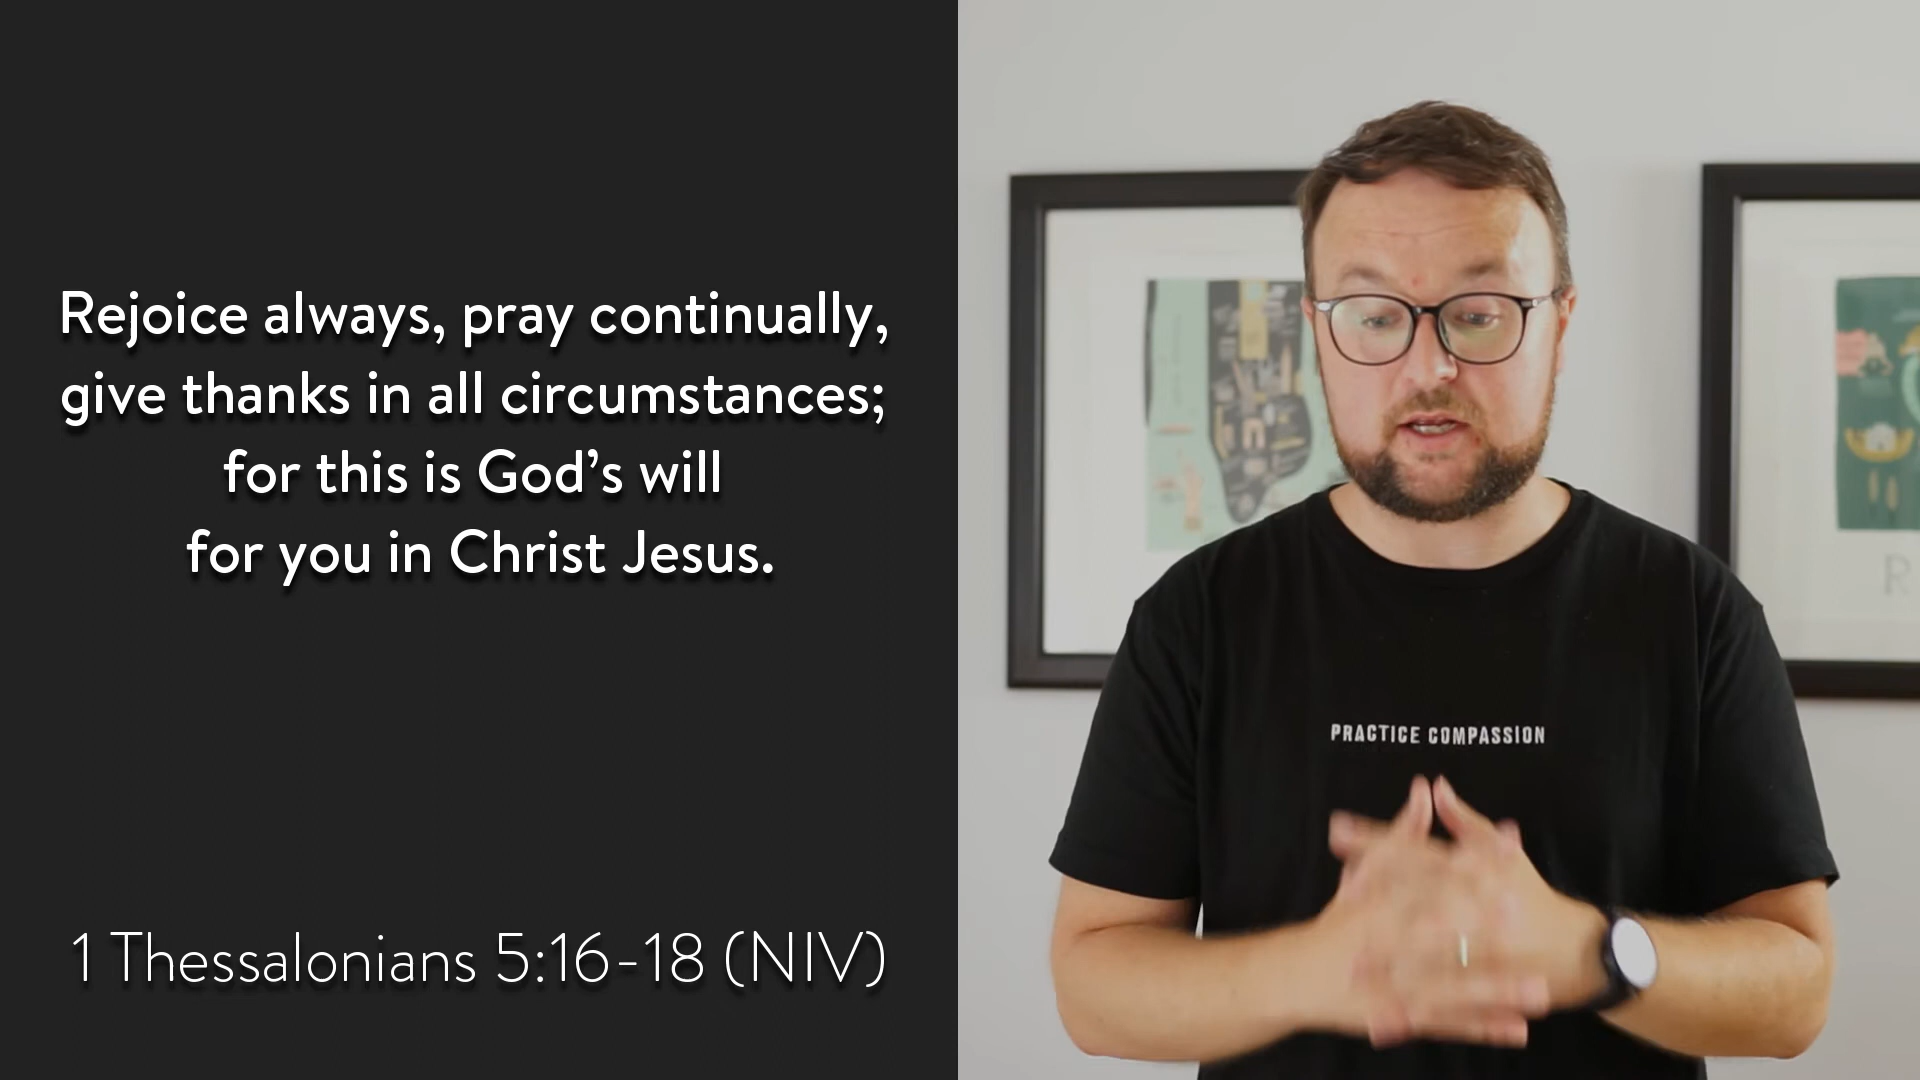 Rejoice always, pray continually,
give thanks in all circumstances;
for this is God’s will
for you in Christ Jesus.
1 Thessalonians 5:16-18 (NIV)
PRACTICE COMPASSION
R